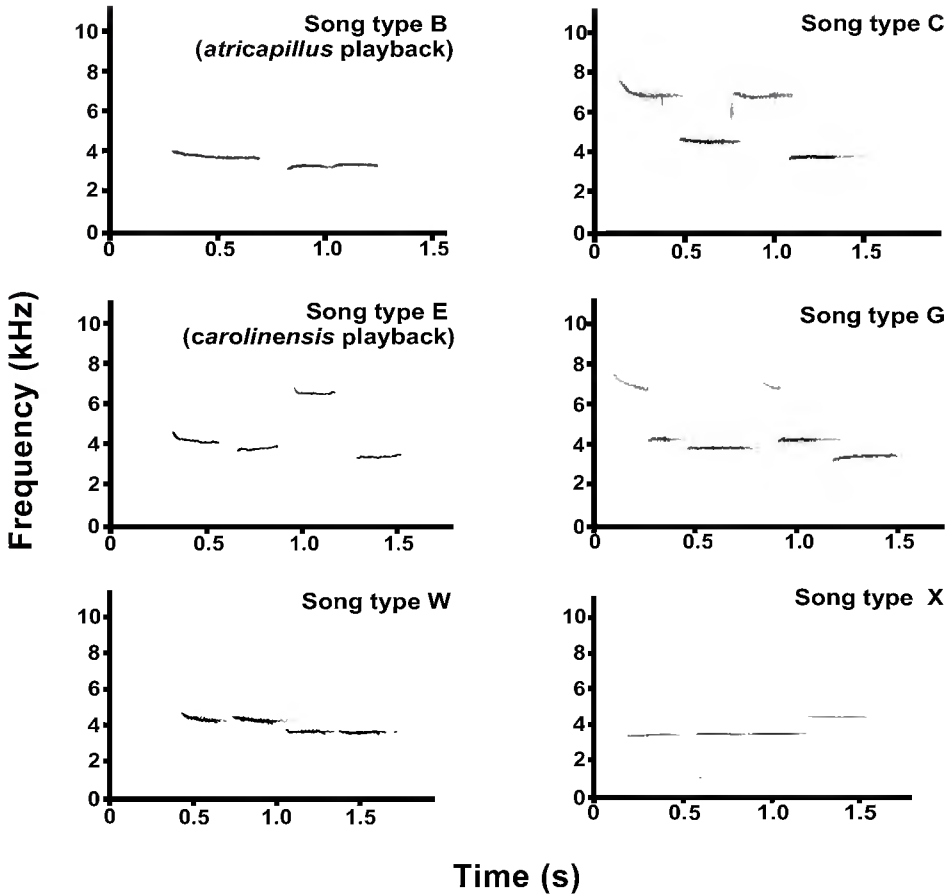 Song type B
(atricapillus playback)
10
8
6
4
2
0
0 0.5 1.0 1.5
Song type C
10
8
6
4
2
0
0 0.5 1.0 1.5
Song type E
(carolinensis playback)
10
8
6
4
2
0
0 0.5 1.0 1.5
Song type G
10
8
6
4
2
0
0 0.5 1.0 1.5
Song type W
10
8
6
4
2
0
0 0.5 1.0 1.5
Song type X
10
8
6
4
2
0
0 0.5 1.0 1.5
Frequency (kHz)
Time (s)